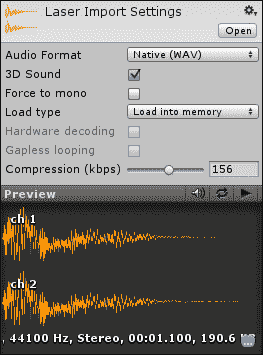 Laser Import Settings
Open
Audio Format Native (WAV)
3D Sound
Force to mono
Load type Load into memory
Hardware decoding
Gapless looping
Compression (kbps) 156
Preview
ch 1
ch 2
, 44100 Hz, Stereo, 00:01.100, 190.6